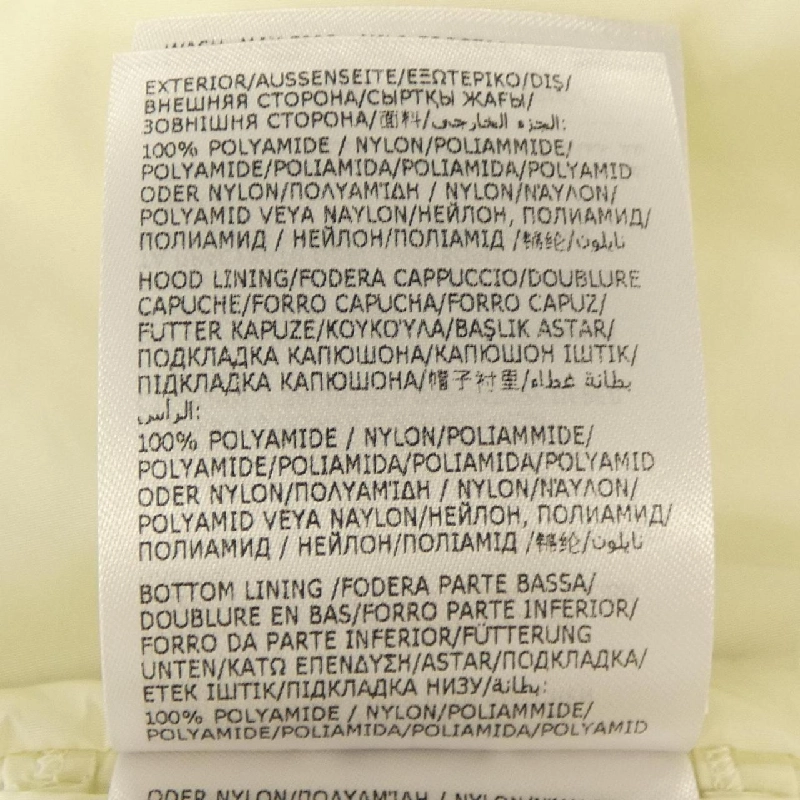 EXTERIOR/AUSSENSEITE/ΕΞΩΤΕΡΙΚΟ/DIŞ/
ВНЕШНЯЯ СТОРОНА/СЫРТҚЫ ЖАҒЫ/
ЗОВНІШНЯ СТОРОНА/面料/الجزء الخارجي:
100% POLYAMIDE / NYLON/POLIAMMIDE/
POLYAMIDE/POLIAMIDA/POLIAMIDA/POLYAMID
ODER NYLON/ΠΟΛΥΑΜΊΔΗ / NYLON/ΝΆΥΛΟΝ/
POLYAMID VEYA NAYLON/НЕЙЛОН, ПОЛИАМИД/
ПОЛИАМИД / НЕЙЛОН/ПОЛІАМІД /锦纶/نايلون
HOOD LINING/FODERA CAPPUCCIO/DOUBLURE
CAPUCHE/FORRO CAPUCHA/FORRO CAPUZ/
FUTTER KAPUZE/ΚΟΥΚΟΎΛΑ/BAŞLIK ASTAR/
ПОДКЛАДКА КАПЮШОНА/КАПЮШОН ІШТІК/
ПІДКЛАДКА КАПЮШОНА/帽子衬里/بطانة غطاء
الرأس:
100% POLYAMIDE / NYLON/POLIAMMIDE/
POLYAMIDE/POLIAMIDA/POLIAMIDA/POLYAMID
ODER NYLON/ΠΟΛΥΑΜΊΔΗ / NYLON/ΝΆΥΛΟΝ/
POLYAMID VEYA NAYLON/НЕЙЛОН, ПОЛИАМИД/
ПОЛИАМИД / НЕЙЛОН/ПОЛІАМІД /锦纶/نايلون
BOTTOM LINING /FODERA PARTE BASSA/
DOUBLURE EN BAS/FORRO PARTE INFERIOR/
FORRO DA PARTE INFERIOR/FÜTTERUNG
UNTEN/ΚΑΤΩ ΕΠΕΝΔΥΣΗ/ASTAR/ПОДКЛАДКА/
ЕТЕК ІШТІК/ПІДКЛАДКА НИЗУ/بطانة:
100% POLYAMIDE / NYLON/POLIAMMIDE/
POLYAMIDE/POLIAMIDA/POLIAMIDA/POLYAMID
ODER NYLON/ΠΟΛΥΑΜΊΔΗ / NYLON/ΝΆΥΛΟΝ/